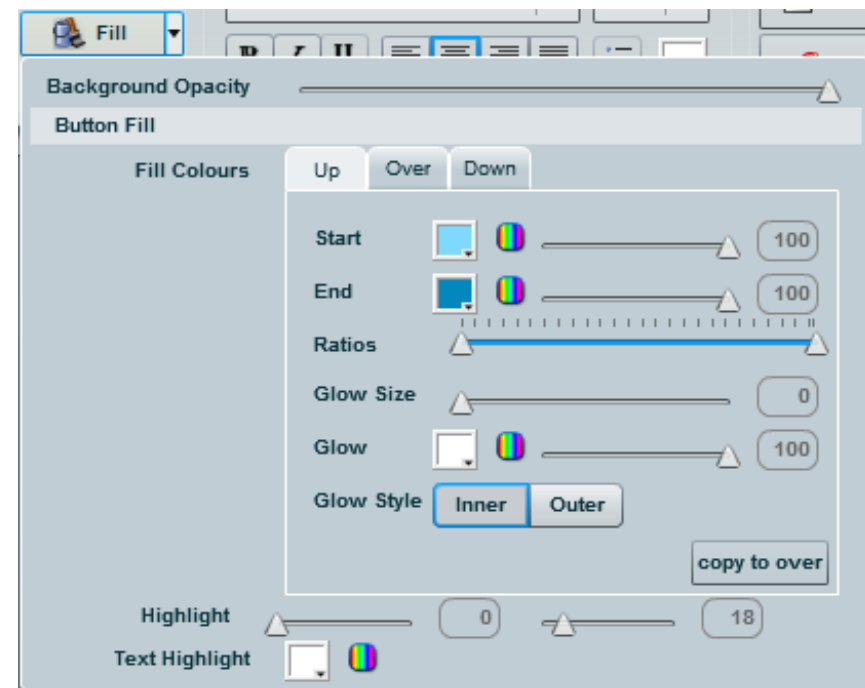 Fill
B I U
Background Opacity
Button Fill
Fill Colours Up Over Down
Start 100
End 100
Ratios
Glow Size 0
Glow 100
Glow Style Inner Outer
copy to over
Highlight 0 18
Text Highlight